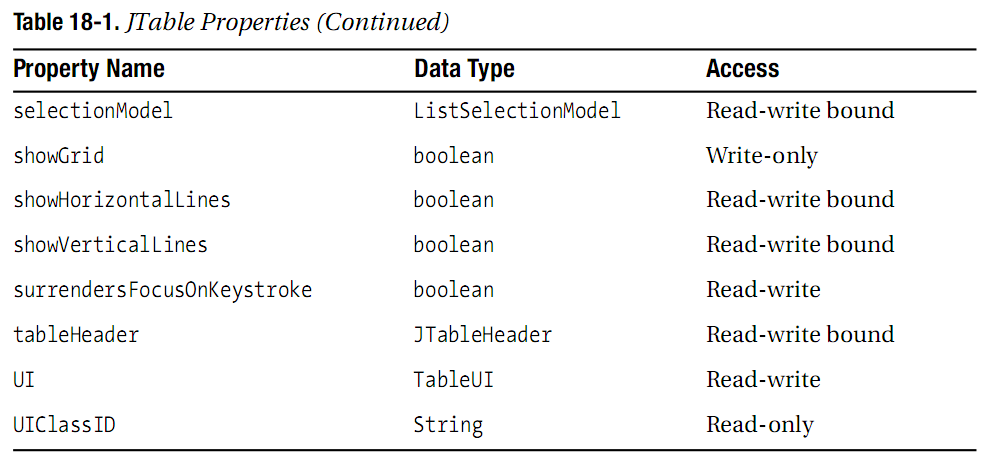 Table 18-1. JTable Properties (Continued)
Property Name Data Type Access
selectionModel ListSelectionModel Read-write bound
showGrid boolean Write-only
showHorizontalLines boolean Read-write bound
showVerticalLines boolean Read-write bound
surrendersFocusOnKeystroke boolean Read-write
tableHeader JTableHeader Read-write bound
UI TableUI Read-write
UIClassID String Read-only